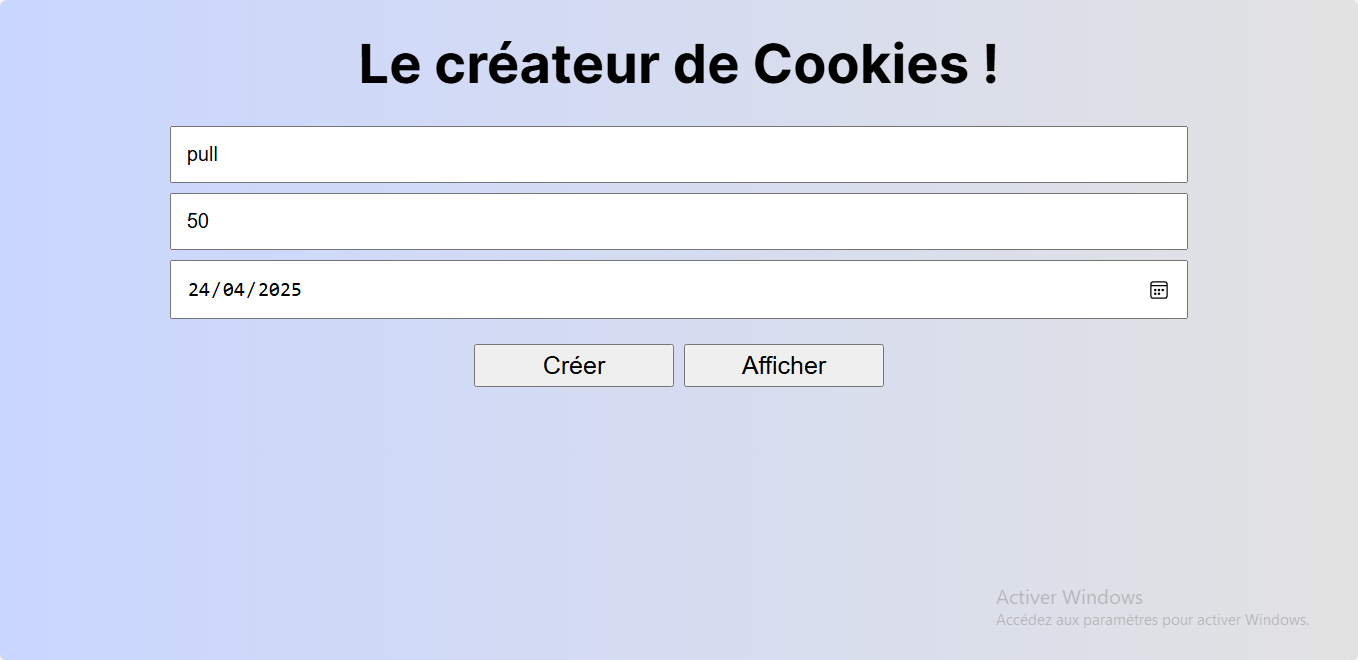 Le créateur de Cookies !
pull
50
24/04/2025
Créer Afficher
Activer Windows
Accédez aux paramètres pour activer Windows.